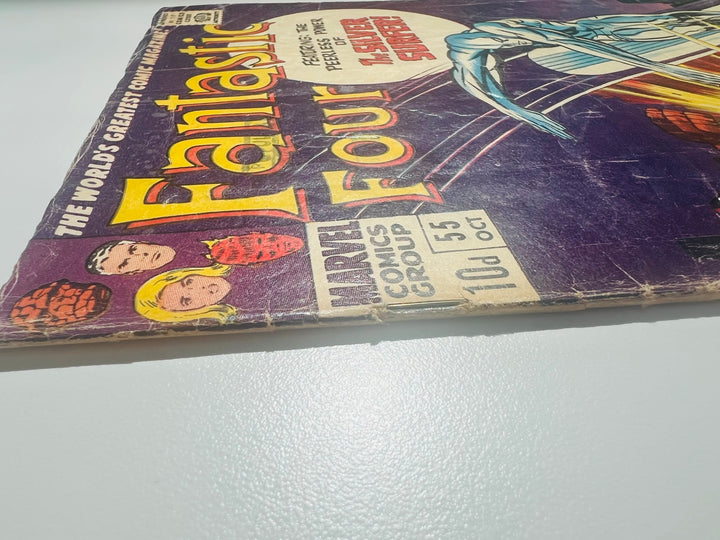 THE WORLD'S GREATEST COMIC MAGAZINE!
Fantastic
Four
FEATURING: THE
PEERLESS POWER
OF
The SILVER
SURFER!
MARVEL
COMICS
GROUP
55
OCT
10d